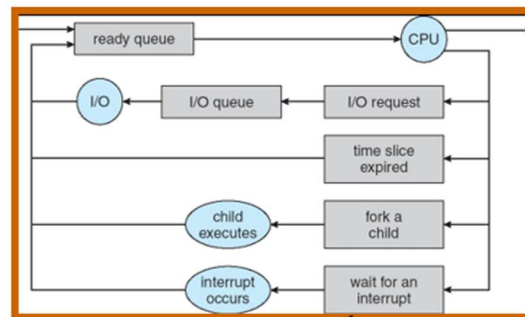 ready queue
CPU
I/O
I/O queue
I/O request
time slice
expired
child
executes
fork a
child
interrupt
occurs
wait for an
interrupt